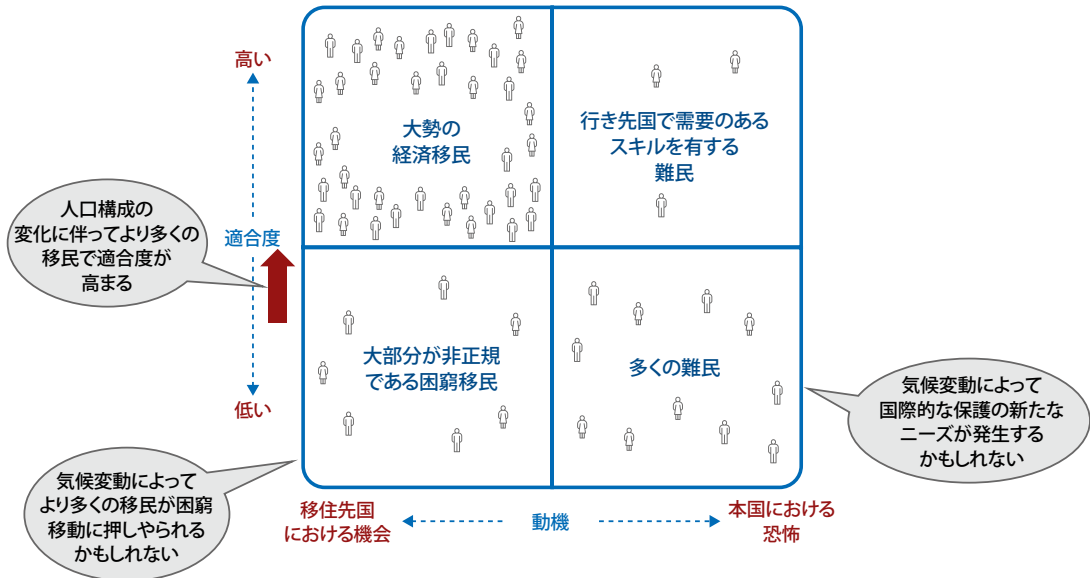 高い
適合度
低い
大勢の
経済移民
行き先国で需要のある
スキルを有する
難民
大部分が非正規
である困窮移民
多くの難民
人口構成の
変化に伴ってより多くの
移民で適合度が
高まる
気候変動によって
より多くの移民が困窮
移動に押しやられる
かもしれない
気候変動によって
国際的な保護の新たな
ニーズが発生する
かもしれない
移住先国
における機会
動機
本国における
恐怖